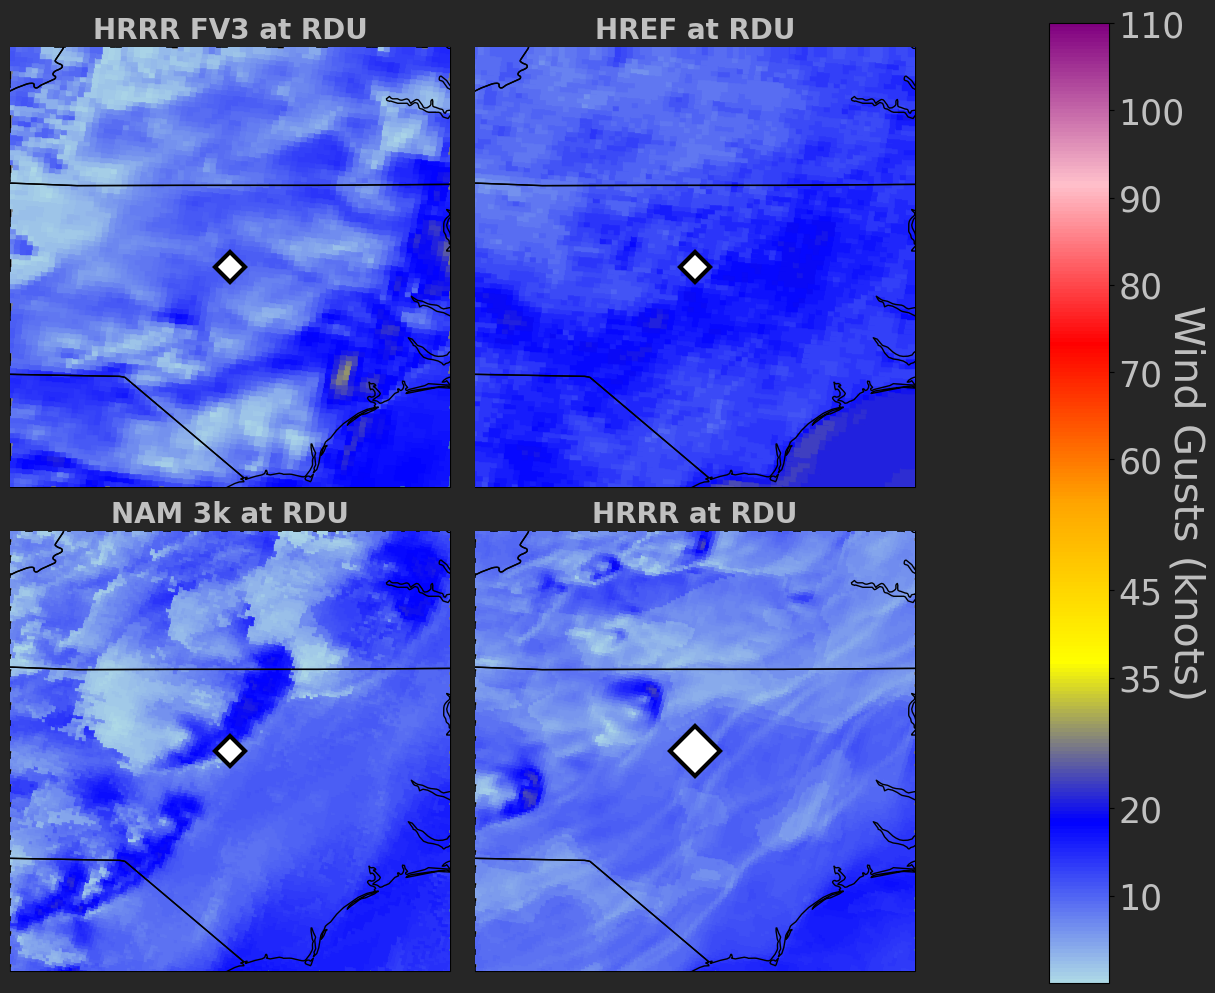 HRRR FV3 at RDU
HREF at RDU
NAM 3k at RDU
HRRR at RDU
110
100
90
80
70
60
45
35
20
10
Wind Gusts (knots)